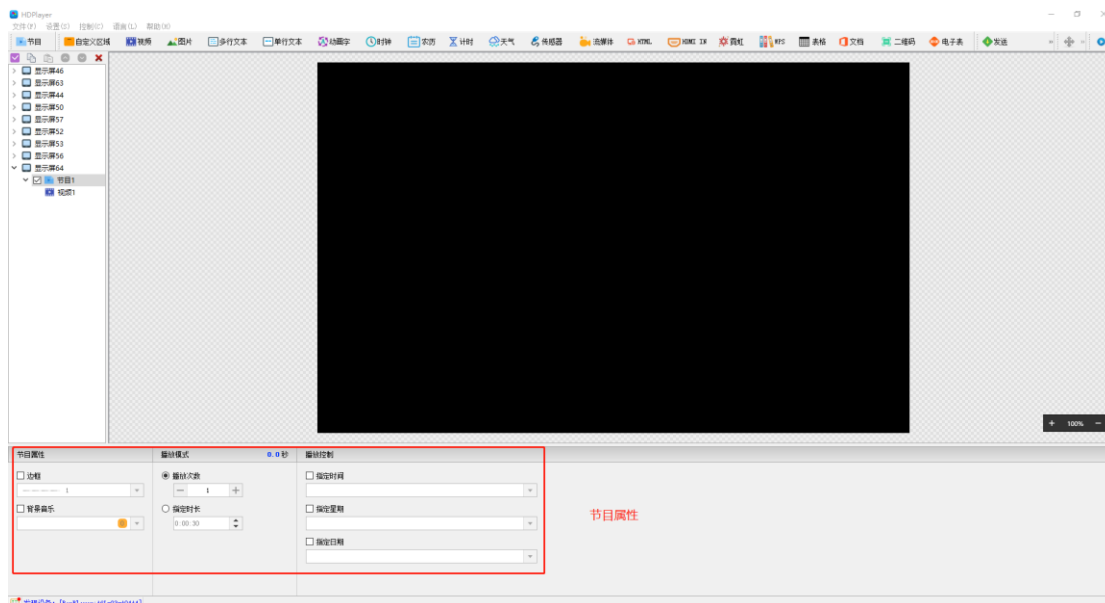 HDPlayer
文件(F) 设置(S) 控制(C) 语言(L) 帮助(H)
节目 自定义区域 视频 图片 多行文本 单行文本 动画字 时钟 农历 计时 天气 传感器 流媒体 HTML HDMI IN 霓虹 WPS 表格 文档 二维码 电子表 发送
显示屏46
显示屏63
显示屏44
显示屏50
显示屏57
显示屏52
显示屏53
显示屏56
显示屏64
节目1
视频1
+ 100% −
节目属性 播放模式 0.0秒 播放控制
边框 播放次数 指定时间
1 − 1 +
背景音乐 指定时长 指定星期
0:00:30
指定日期
节目属性